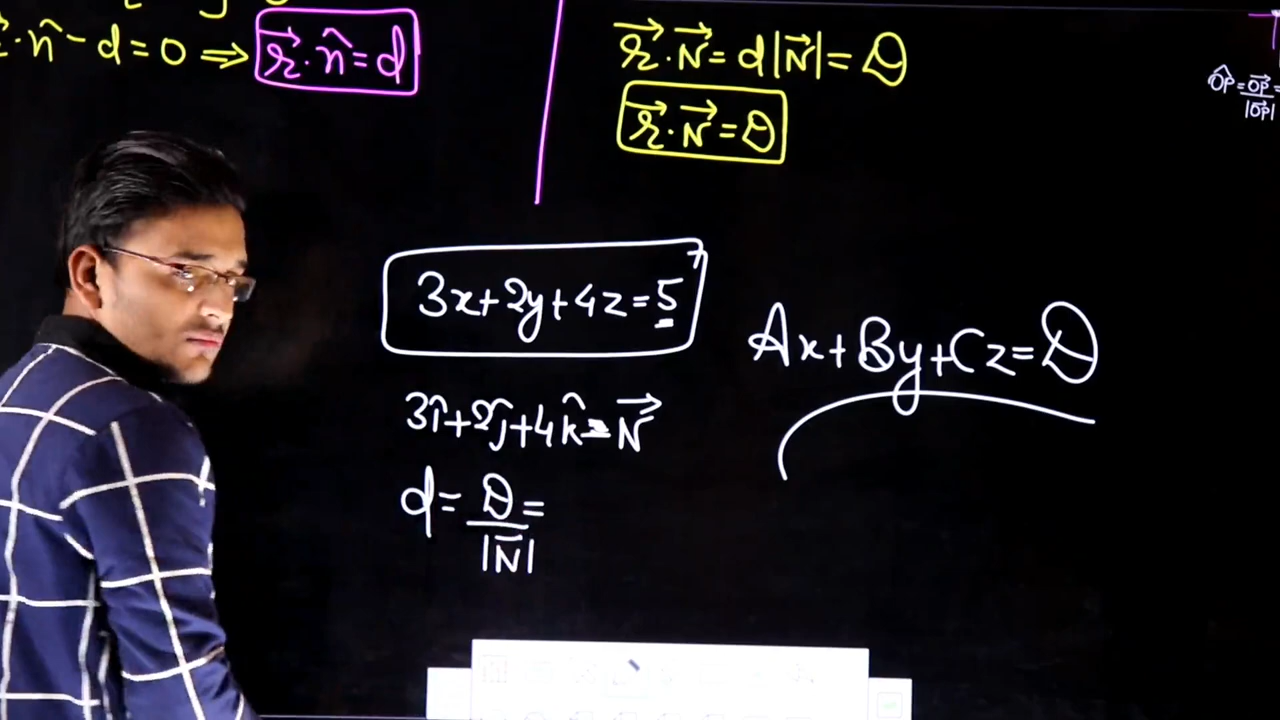 ·n̂ - d = 0 ⇒ r⃗·n̂ = d
r⃗·N⃗ = d|N⃗| = D
r⃗·N⃗ = D
ÔP = OP⃗ =
|OP⃗|
3x+2y+4z=5
Ax+By+Cz=D
3î+2ĵ+4k̂=N⃗
d = D =
|N̅|